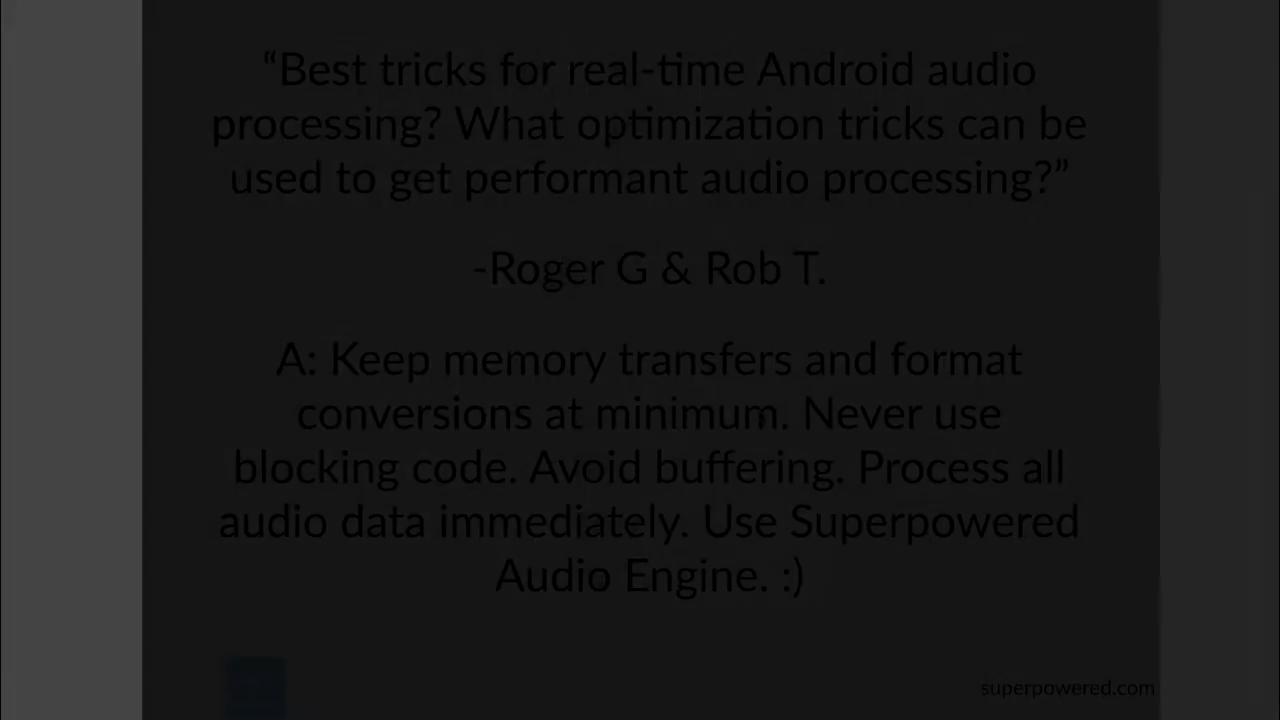 “Best tricks for real-time Android audio
processing? What optimization tricks can be
used to get performant audio processing?”
-Roger G & Rob T.
A: Keep memory transfers and format
conversions at minimum. Never use
blocking code. Avoid buffering. Process all
audio data immediately. Use Superpowered
Audio Engine. :)
superpowered.com